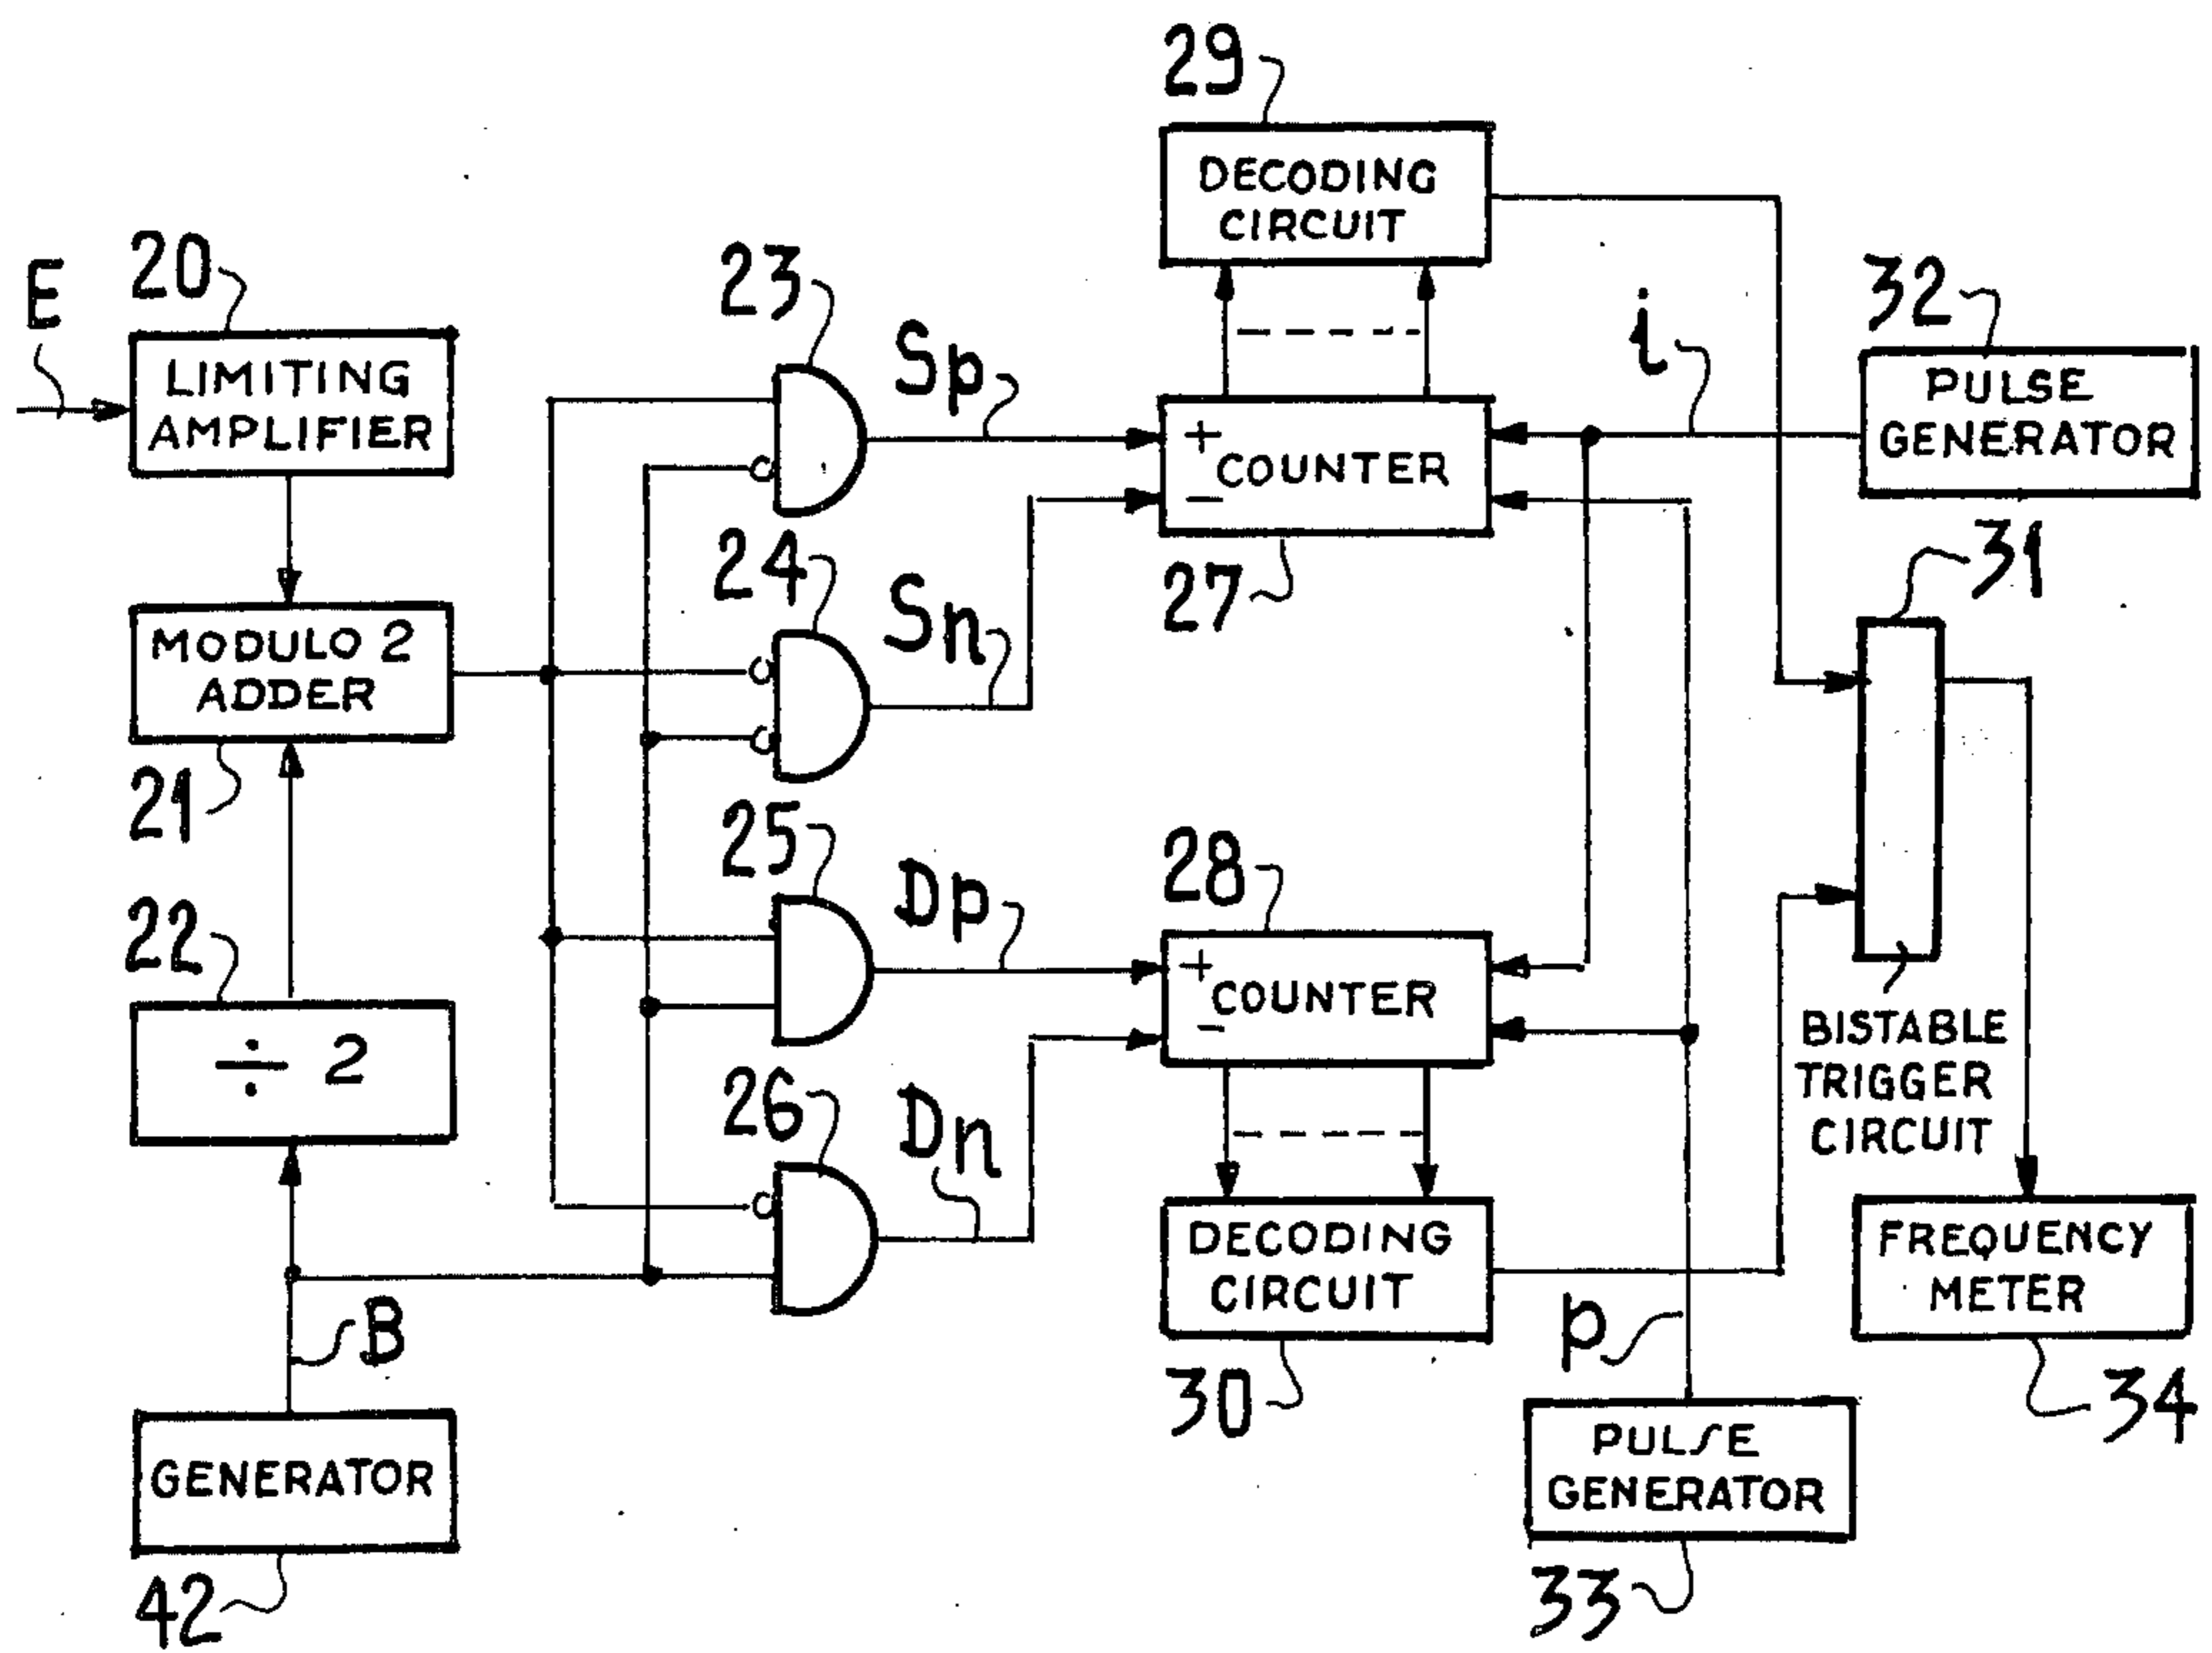 29
DECODING
CIRCUIT
E
20
LIMITING
AMPLIFIER
23
Sp
+
−
COUNTER
27
i
32
PULSE
GENERATOR
24
Sn
31
MODULO 2
ADDER
21
25
Dp
28
+
−
COUNTER
22
÷ 2
BISTABLE
TRIGGER
CIRCUIT
26
Dn
DECODING
CIRCUIT
30
FREQUENCY
METER
34
B
p
GENERATOR
42
PULSE
GENERATOR
33